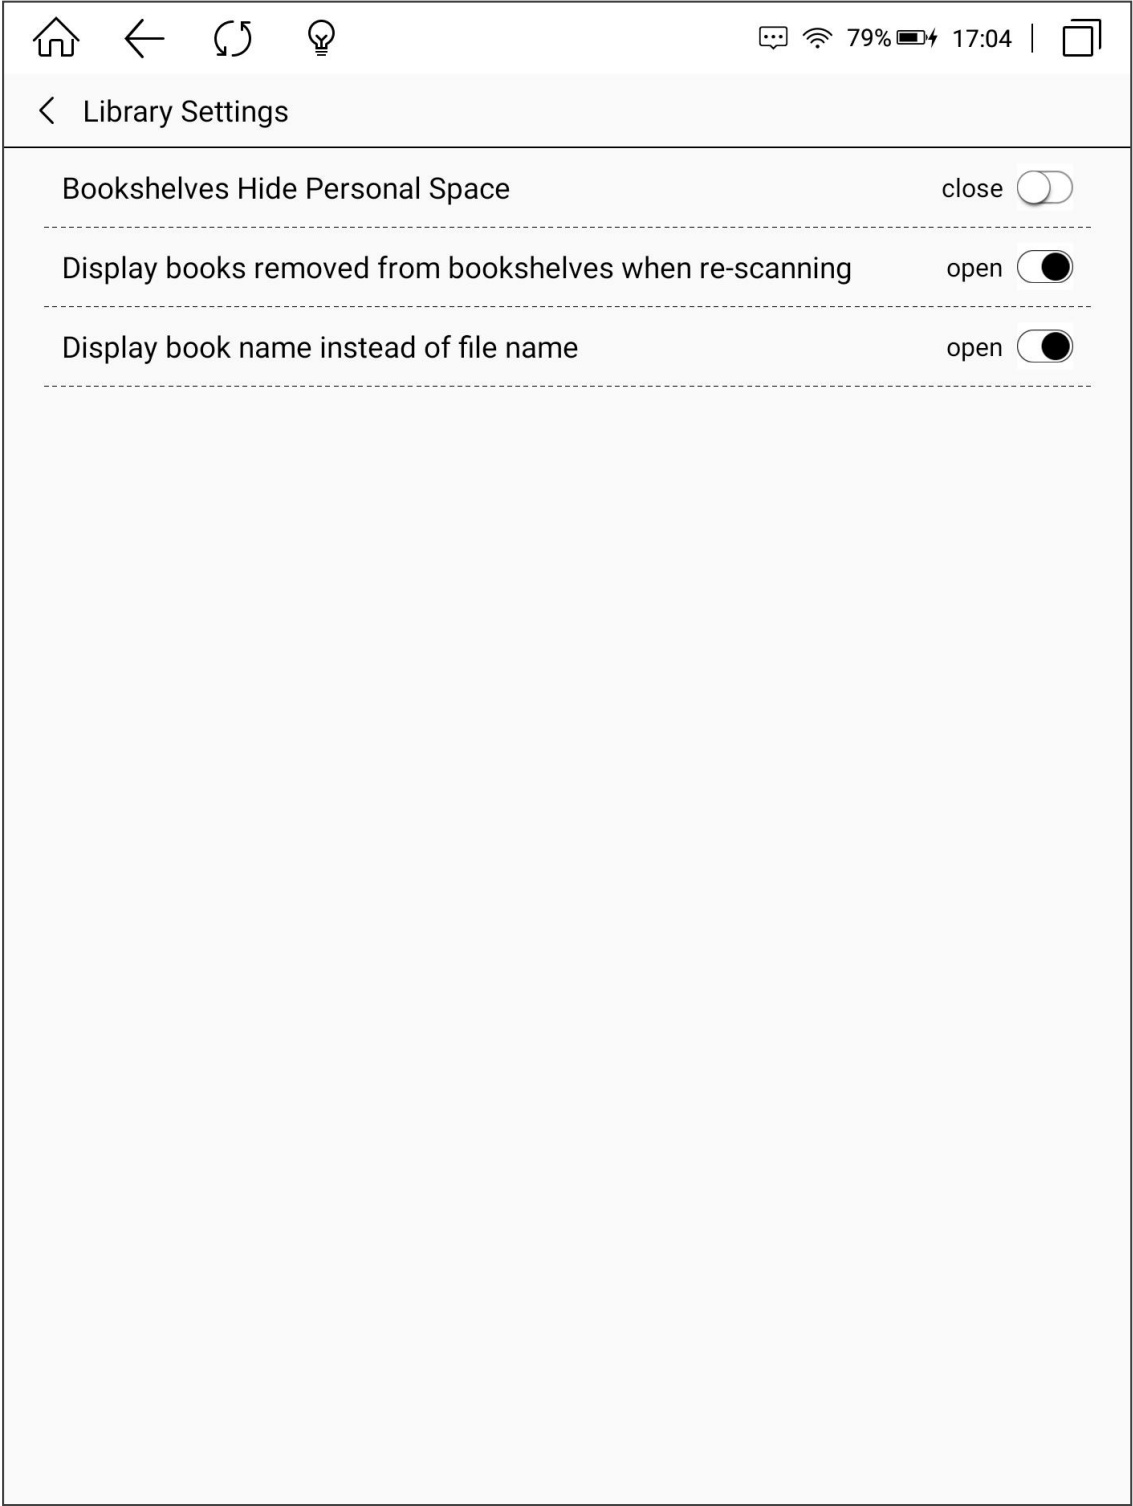 79% 17:04
Library Settings
Bookshelves Hide Personal Space close
Display books removed from bookshelves when re-scanning open
Display book name instead of file name open